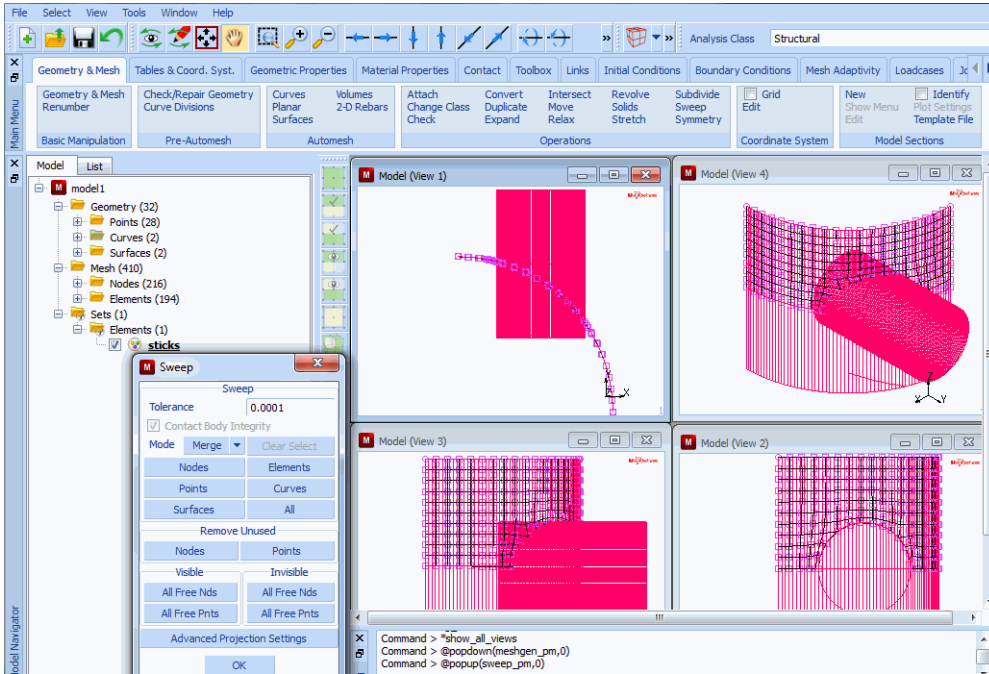 File Select View Tools Window Help
» » Analysis Class Structural
Main Menu
Geometry & Mesh Tables & Coord. Syst. Geometric Properties Material Properties Contact Toolbox Links Initial Conditions Boundary Conditions Mesh Adaptivity Loadcases
Geometry & Mesh
Renumber
Basic Manipulation
Check/Repair Geometry
Curve Divisions
Pre-Automesh
Curves Volumes
Planar 2-D Rebars
Surfaces
Automesh
Attach Convert Intersect Revolve Subdivide
Change Class Duplicate Move Solids Sweep
Check Expand Relax Stretch Symmetry
Operations
Grid
Edit
Coordinate System
New Identify
Show Menu Plot Settings
Edit Template File
Model Sections
Model List
model1
Geometry (32)
Points (28)
Curves (2)
Surfaces (2)
Mesh (410)
Nodes (216)
Elements (194)
Sets (1)
Elements (1)
sticks
Model Navigator
Sweep
Sweep
Tolerance 0.0001
Contact Body Integrity
Mode Merge Clear Select
Nodes Elements
Points Curves
Surfaces All
Remove Unused
Nodes Points
Visible Invisible
All Free Nds All Free Nds
All Free Pnts All Free Pnts
Advanced Projection Settings
OK
Model (View 1)
X
1
Model (View 4)
Z
X Y
Model (View 3)
Model (View 2)
Command > *show_all_views
Command > @popdown(meshgen_pm,0)
Command > @popup(sweep_pm,0)